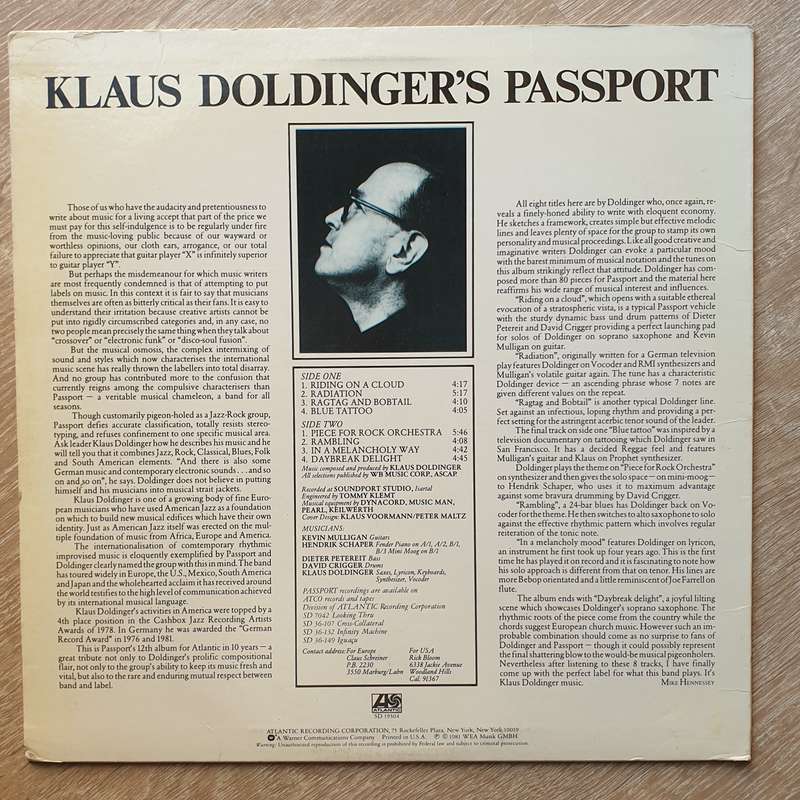 KLAUS DOLDINGER'S PASSPORT
Those of us who have the audacity and pretentiousness to
write about music for a living accept that part of the price we
must pay for this self-indulgence is to be regularly under fire
from the music-loving public because of our wayward or
worthless opinions, our cloth ears, arrogance, or our total
failure to appreciate that guitar player “X” is infinitely superior
to guitar player “Y”.
But perhaps the misdemeanour for which music writers
are most frequently condemned is that of attempting to put
labels on music. In this context it is fair to say that musicians
themselves are often as bitterly critical as their fans. It is easy to
understand their irritation because creative artists cannot be
put into rigidly circumscribed categories and, in any case, no
two people mean precisely the same thing when they talk about
“crossover” or “electronic funk” or “disco-soul fusion”.
But the musical osmosis, the complex intermixing of
sound and styles which now characterises the international
music scene has really thrown the labellers into total disarray.
And no group has contributed more to the confusion that
currently reigns among the compulsive characterisers than
Passport – a veritable musical chameleon, a band for all
seasons.
Though customarily pigeon-holed as a Jazz-Rock group,
Passport defies accurate classification, totally resists stereo-
typing, and refuses confinement to one specific musical area.
Ask leader Klaus Doldinger how he describes his music and he
will tell you that it combines Jazz, Rock, Classical, Blues, Folk
and South American elements. “And there is also some
German music and contemporary electronic sounds . . . and so
on and so on”, he says. Doldinger does not believe in putting
himself and his musicians into musical strait jackets.
Klaus Doldinger is one of a growing body of fine Euro-
pean musicians who have used American Jazz as a foundation
on which to build new musical edifices which have their own
identity. Just as American Jazz itself was erected on the mul-
tiple foundation of music from Africa, Europe and America.
The internationalisation of contemporary rhythmic
improvised music is eloquently exemplified by Passport and
Doldinger clearly named the group with this in mind. The band
has toured widely in Europe, the U.S., Mexico, South America
and Japan and the wholehearted acclaim it has received around
the world testifies to the high level of communication achieved
by its international musical language.
Klaus Doldinger's activities in America were topped by a
4th place position in the Cashbox Jazz Recording Artists
Awards of 1978. In Germany he was awarded the “German
Record Award” in 1976 and 1981.
This is Passport's 12th album for Atlantic in 10 years – a
great tribute not only to Doldinger's prolific compositional
flair, not only to the group's ability to keep its music fresh and
vital, but also to the rare and enduring mutual respect between
band and label.
SIDE ONE
1. RIDING ON A CLOUD 4:17
2. RADIATION 5:17
3. RAGTAG AND BOBTAIL 4:10
4. BLUE TATTOO 4:05
SIDE TWO
1. PIECE FOR ROCK ORCHESTRA 5:46
2. RAMBLING 4:08
3. IN A MELANCHOLY WAY 4:42
4. DAYBREAK DELIGHT 4:45
Music composed and produced by KLAUS DOLDINGER
All selections published by WB MUSIC CORP., ASCAP.
Recorded at SOUNDPORT STUDIO, Isartal
Engineered by TOMMY KLEMT
Musical equipment by DYNACORD, MUSIC MAN,
PEARL, KEILWERTH
Cover Design: KLAUS VOORMANN/PETER MALTZ
MUSICIANS:
KEVIN MULLIGAN Guitars
HENDRIK SCHAPER Fender Piano on A/1, A/2, B/1,
B/3 Mini Moog on B/1
DIETER PETEREIT Bass
DAVID CRIGGER Drums
KLAUS DOLDINGER Saxes, Lyricon, Keyboards,
Synthesizer, Vocoder
PASSPORT recordings are available on
ATCO records and tapes
Division of ATLANTIC Recording Corporation
SD 7042 Looking Thru
SD 36-107 Cross-Collateral
SD 36-132 Infinity Machine
SD 36-149 Iguaçu
Contact address: For Europe For USA
Claus Schreiner Rick Bloom
P.B. 2230 6338 Jackie Avenue
3550 Marburg/Lahn Woodland Hills
Cal. 91367
All eight titles here are by Doldinger who, once again, re-
veals a finely-honed ability to write with eloquent economy.
He sketches a framework, creates simple but effective melodic
lines and leaves plenty of space for the group to stamp its own
personality and musical proceedings. Like all good creative and
imaginative writers Doldinger can evoke a particular mood
with the barest minimum of musical notation and the tunes on
this album strikingly reflect that attitude. Doldinger has com-
posed more than 80 pieces for Passport and the material here
reaffirms his wide range of musical interest and influences.
“Riding on a cloud”, which opens with a suitable ethereal
evocation of a stratospheric vista, is a typical Passport vehicle
with the sturdy dynamic bass und drum patterns of Dieter
Petereit and David Crigger providing a perfect launching pad
for solos of Doldinger on soprano saxophone and Kevin
Mulligan on guitar.
“Radiation”, originally written for a German television
play features Doldinger on Vocoder and RMI synthesizers and
Mulligan's volatile guitar again. The tune has a characteristic
Doldinger device – an ascending phrase whose 7 notes are
given different values on the repeat.
“Ragtag and Bobtail” is another typical Doldinger line.
Set against an infectious, loping rhythm and providing a per-
fect setting for the astringent acerbic tenor sound of the leader.
The final track on side one “Blue tattoo” was inspired by a
television documentary on tattooing which Doldinger saw in
San Francisco. It has a decided Reggae feel and features
Mulligan's guitar and Klaus on Prophet synthesizer.
Doldinger plays the theme on “Piece for Rock Orchestra”
on synthesizer and then gives the solo space – on mini-moog –
to Hendrik Schaper, who uses it to maximum advantage
against some bravura drumming by David Crigger.
“Rambling”, a 24-bar blues has Doldinger back on Vo-
coder for the theme. He then switches to alto saxophone to solo
against the effective rhythmic pattern which involves regular
reiteration of the tonic note.
“In a melancholy mood” features Doldinger on lyricon,
an instrument he first took up four years ago. This is the first
time he has played it on record and it is fascinating to note how
his solo approach is different from that on tenor. His lines are
more Bebop orientated and a little reminiscent of Joe Farrell on
flute.
The album ends with “Daybreak delight”, a joyful lilting
scene which showcases Doldinger's soprano saxophone. The
rhythmic roots of the piece come from the country while the
chords suggest European church music. However such an im-
probable combination should come as no surprise to fans of
Doldinger and Passport – though it could possibly represent
the final shattering blow to the would-be musical pigeonholers.
Nevertheless after listening to these 8 tracks, I have finally
come up with the perfect label for what this band plays. It's
Klaus Doldinger music. MIKE HENNESSEY
ATLANTIC
SD 19304
ATLANTIC RECORDING CORPORATION, 75 Rockefeller Plaza, New York, New York 10019
A Warner Communications Company Printed in U.S.A. ℗ © 1981 WEA Musik GMBH
Warning: Unauthorized reproduction of this recording is prohibited by Federal law and subject to criminal prosecution.